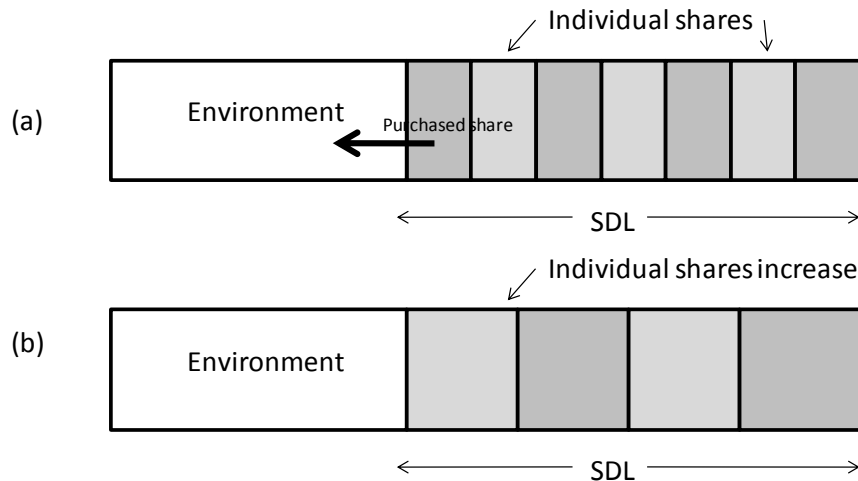 Individual shares
(a)
Environment
Purchased share
SDL
Individual shares increase
(b)
Environment
SDL